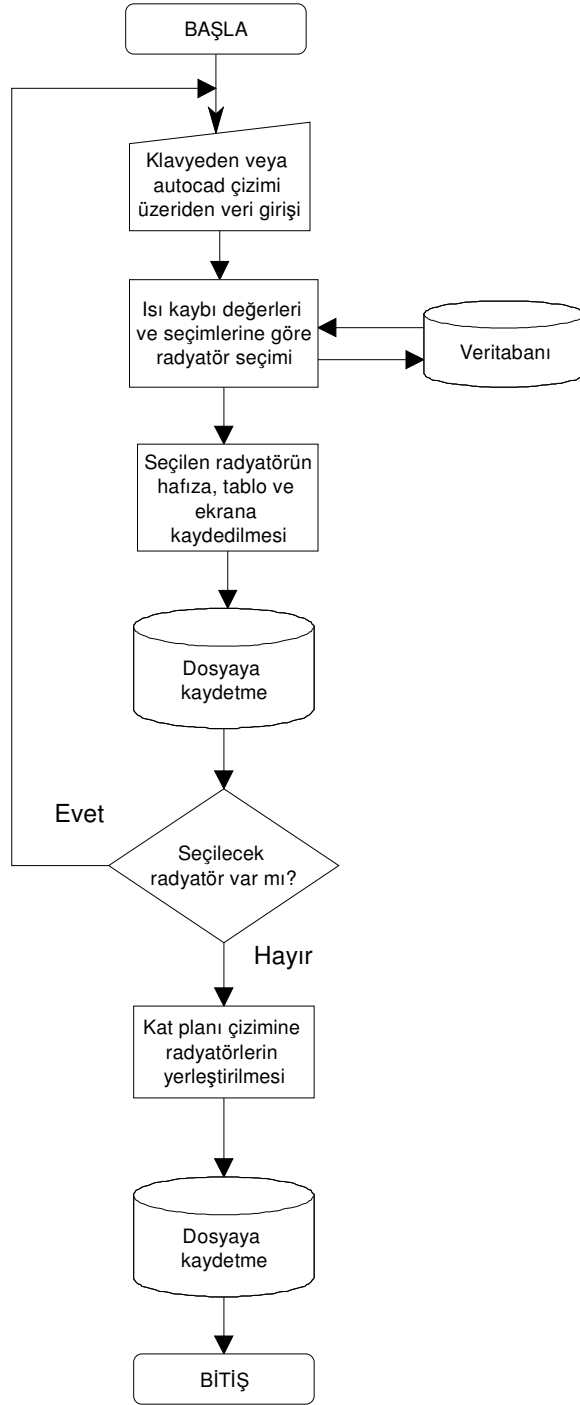 BAŞLA
Klavyeden veya
autocad çizimi
üzeriden veri girişi
Isı kaybı değerleri
ve seçimlerine göre
radyatör seçimi
Veritabanı
Seçilen radyatörün
hafıza, tablo ve
ekrana
kaydedilmesi
Dosyaya
kaydetme
Evet
Seçilecek
radyatör var mı?
Hayır
Kat planı çizimine
radyatörlerin
yerleştirilmesi
Dosyaya
kaydetme
BİTİŞ